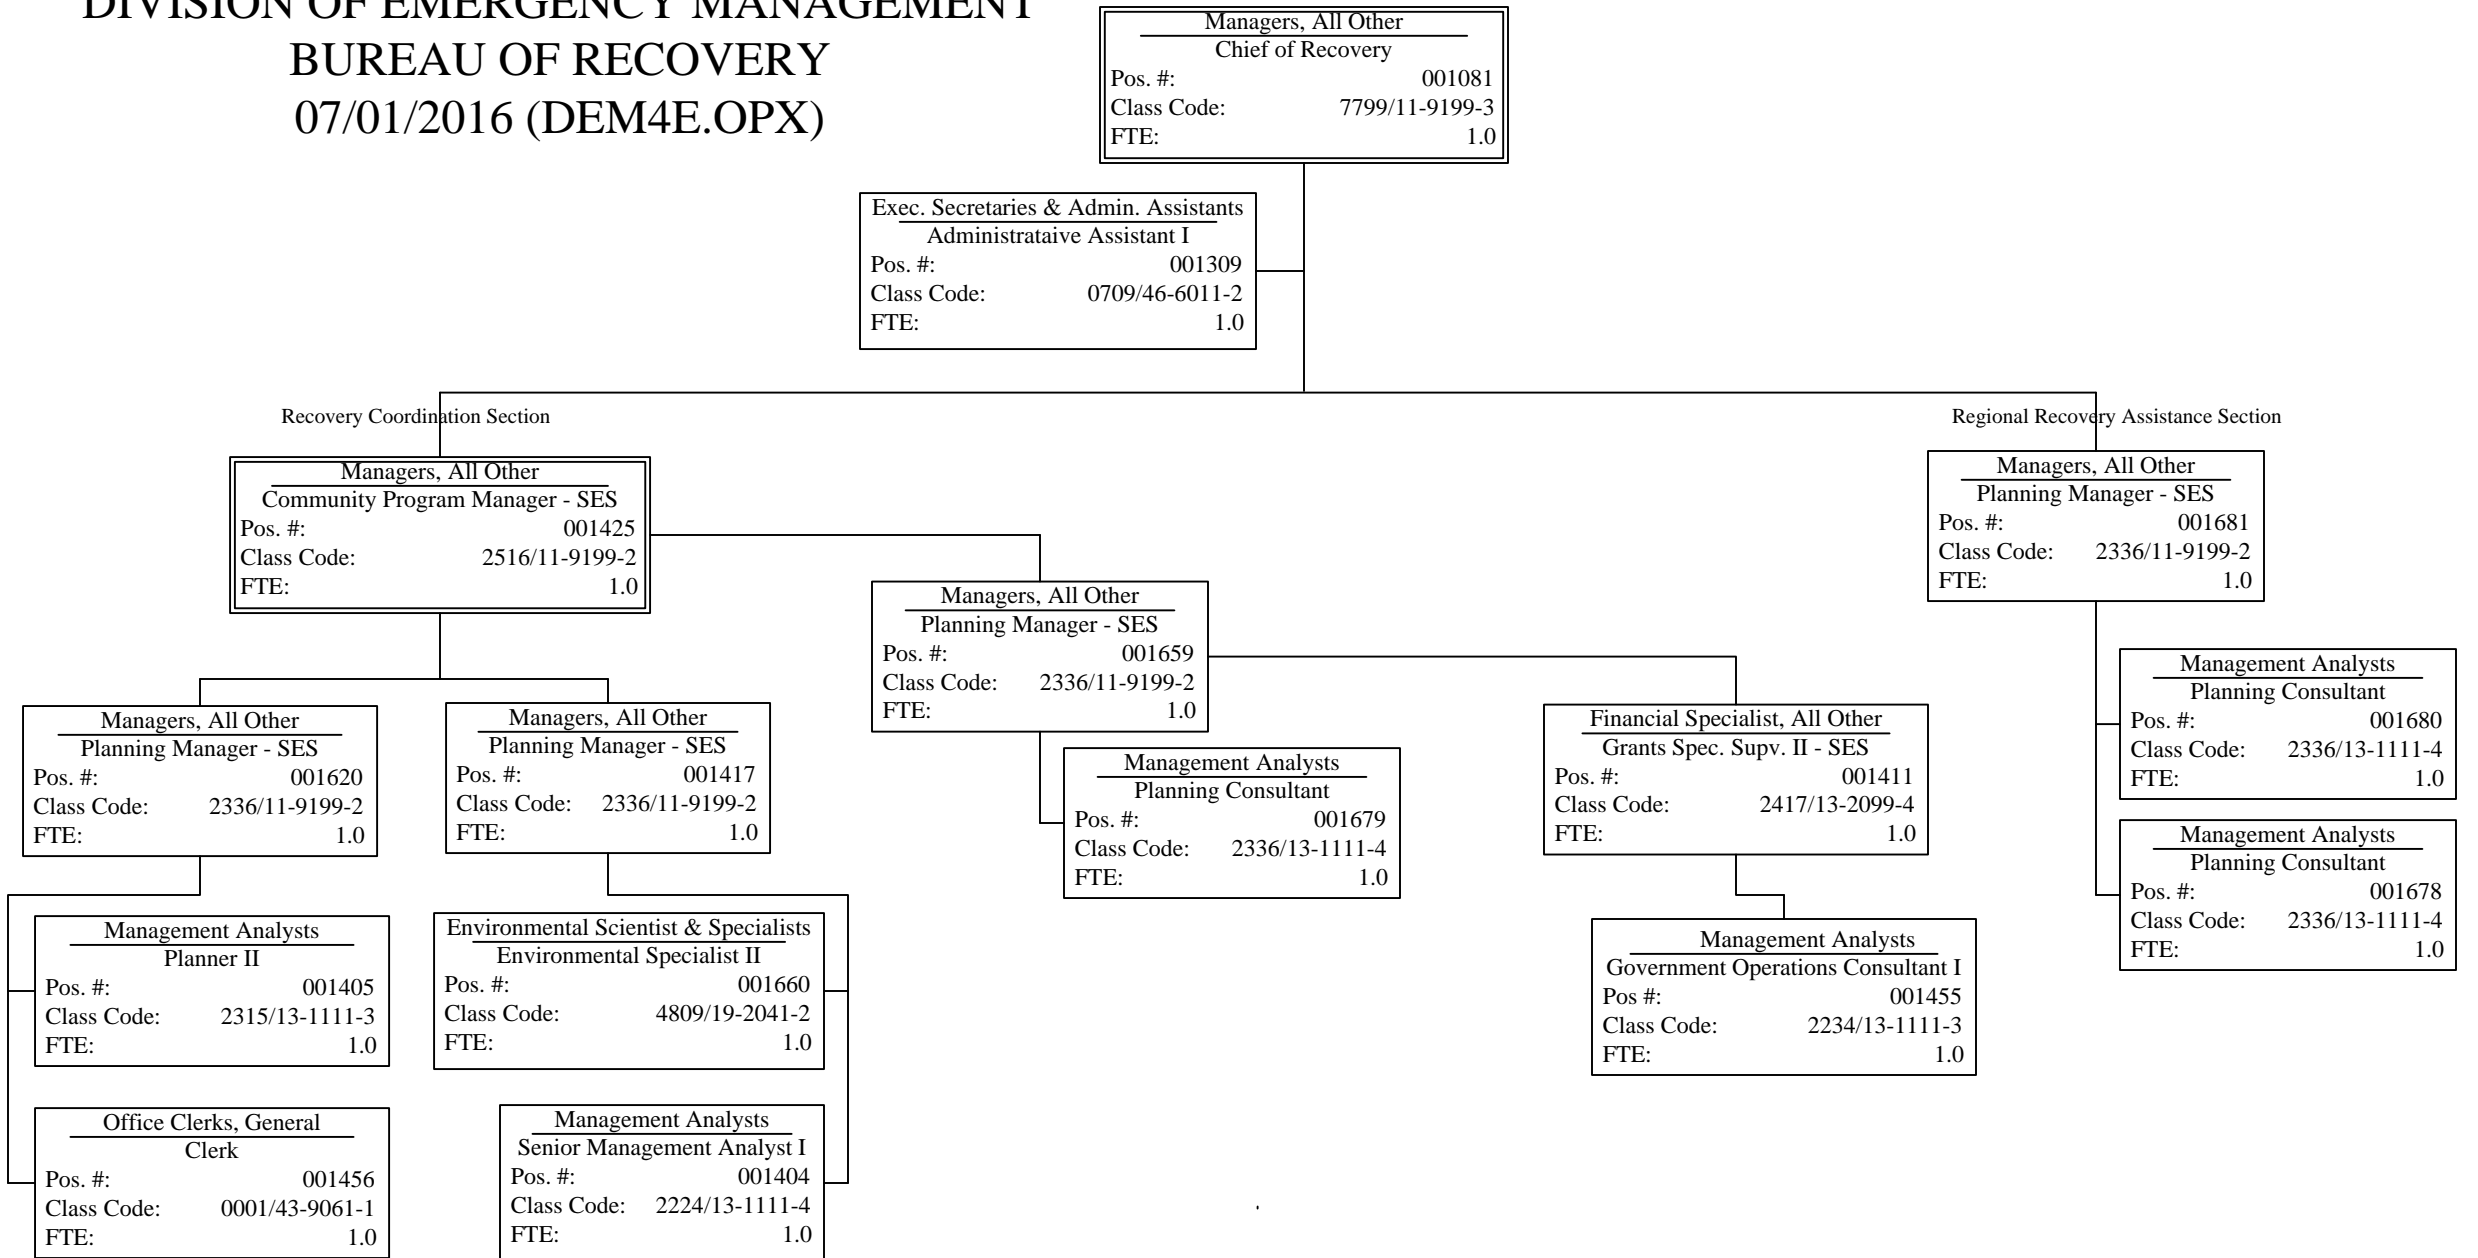 DIVISION OF EMERGENCY MANAGEMENT
BUREAU OF RECOVERY
07/01/2016 (DEM4E.OPX)
Managers, All Other
Chief of Recovery
Pos. #: 001081
Class Code: 7799/11-9199-3
FTE: 1.0
Exec. Secretaries & Admin. Assistants
Administrataive Assistant I
Pos. #: 001309
Class Code: 0709/46-6011-2
FTE: 1.0
Recovery Coordination Section
Regional Recovery Assistance Section
Managers, All Other
Community Program Manager - SES
Pos. #: 001425
Class Code: 2516/11-9199-2
FTE: 1.0
Managers, All Other
Planning Manager - SES
Pos. #: 001681
Class Code: 2336/11-9199-2
FTE: 1.0
Managers, All Other
Planning Manager - SES
Pos. #: 001659
Class Code: 2336/11-9199-2
FTE: 1.0
Management Analysts
Planning Consultant
Pos. #: 001680
Class Code: 2336/13-1111-4
FTE: 1.0
Managers, All Other
Planning Manager - SES
Pos. #: 001620
Class Code: 2336/11-9199-2
FTE: 1.0
Managers, All Other
Planning Manager - SES
Pos. #: 001417
Class Code: 2336/11-9199-2
FTE: 1.0
Management Analysts
Planning Consultant
Pos. #: 001679
Class Code: 2336/13-1111-4
FTE: 1.0
Financial Specialist, All Other
Grants Spec. Supv. II - SES
Pos. #: 001411
Class Code: 2417/13-2099-4
FTE: 1.0
Management Analysts
Planning Consultant
Pos. #: 001678
Class Code: 2336/13-1111-4
FTE: 1.0
Management Analysts
Planner II
Pos. #: 001405
Class Code: 2315/13-1111-3
FTE: 1.0
Environmental Scientist & Specialists
Environmental Specialist II
Pos. #: 001660
Class Code: 4809/19-2041-2
FTE: 1.0
Management Analysts
Government Operations Consultant I
Pos #: 001455
Class Code: 2234/13-1111-3
FTE: 1.0
Office Clerks, General
Clerk
Pos. #: 001456
Class Code: 0001/43-9061-1
FTE: 1.0
Management Analysts
Senior Management Analyst I
Pos. #: 001404
Class Code: 2224/13-1111-4
FTE: 1.0